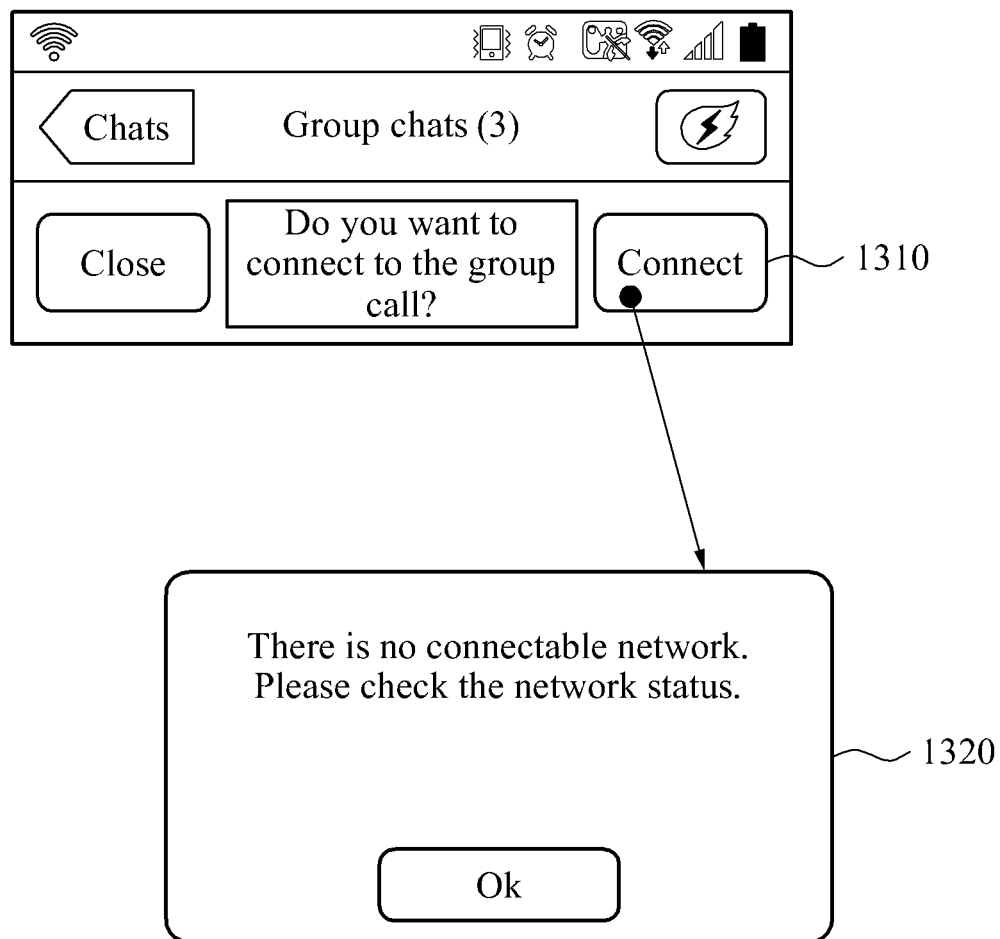 Chats
Group chats (3)
Close
Do you want to
connect to the group
call?
Connect
1310
There is no connectable network.
Please check the network status.
1320
Ok